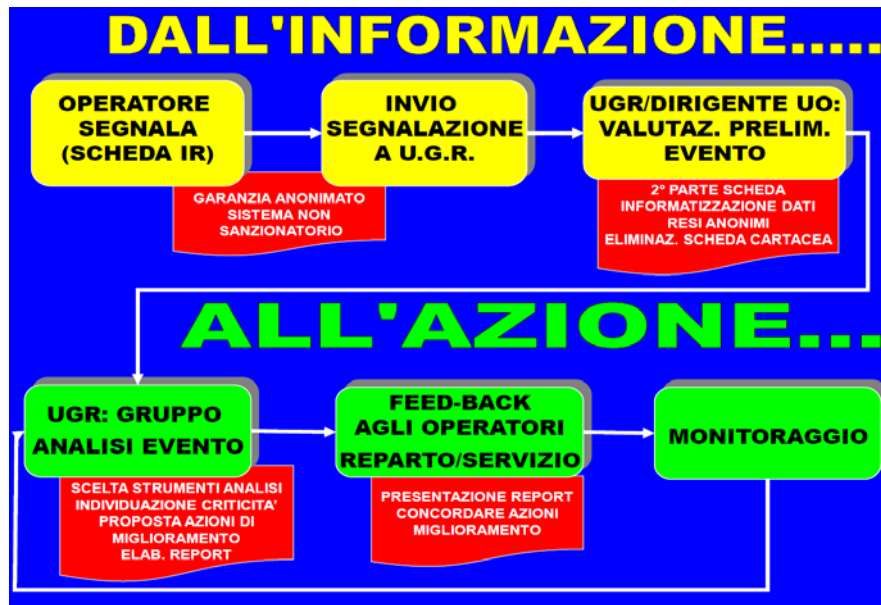 DALL'INFORMAZIONE.....
OPERATORE
SEGNALA
(SCHEDA IR)
INVIO
SEGNALAZIONE
A U.G.R.
UGR/DIRIGENTE UO:
VALUTAZ. PRELIM.
EVENTO
GARANZIA ANONIMATO
SISTEMA NON
SANZIONATORIO
2° PARTE SCHEDA
INFORMATIZZAZIONE DATI
RESI ANONIMI
ELIMINAZ. SCHEDA CARTACEA
ALL'AZIONE...
UGR: GRUPPO
ANALISI EVENTO
FEED-BACK
AGLI OPERATORI
REPARTO/SERVIZIO
MONITORAGGIO
SCELTA STRUMENTI ANALISI
INDIVIDUAZIONE CRITICITA'
PROPOSTA AZIONI DI
MIGLIORAMENTO
ELAB. REPORT
PRESENTAZIONE REPORT
CONCORDARE AZIONI
MIGLIORAMENTO